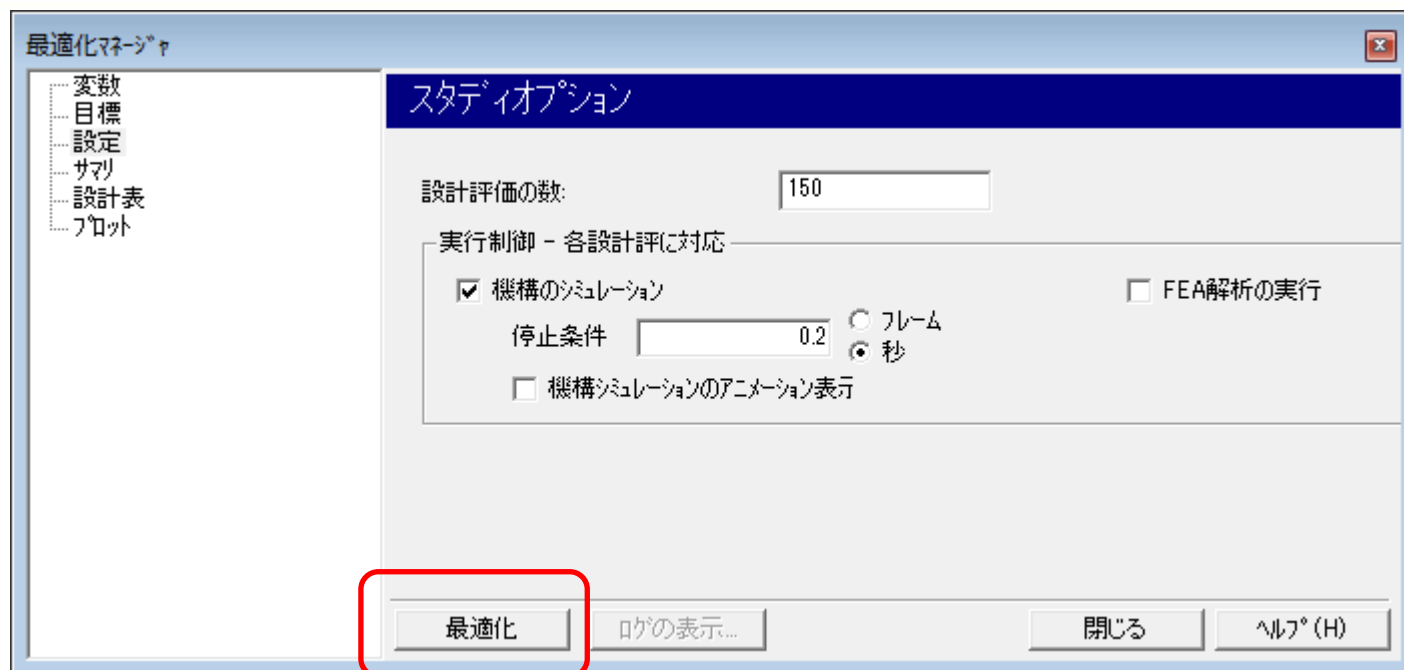 最適化ﾏﾈｰｼﾞｬ
変数
目標
設定
ｻﾏﾘ
設計表
ﾌﾟﾛｯﾄ
スタディオプション
設計評価の数:
150
実行制御 - 各設計評に対応
機構のｼﾐｭﾚｰｼｮﾝ
FEA解析の実行
停止条件
0.2
フレーム
秒
機構ｼﾐｭﾚｰｼｮﾝのｱﾆﾒｰｼｮﾝ表示
最適化
ﾛｸﾞの表示...
閉じる
ﾍﾙﾌﾟ(H)